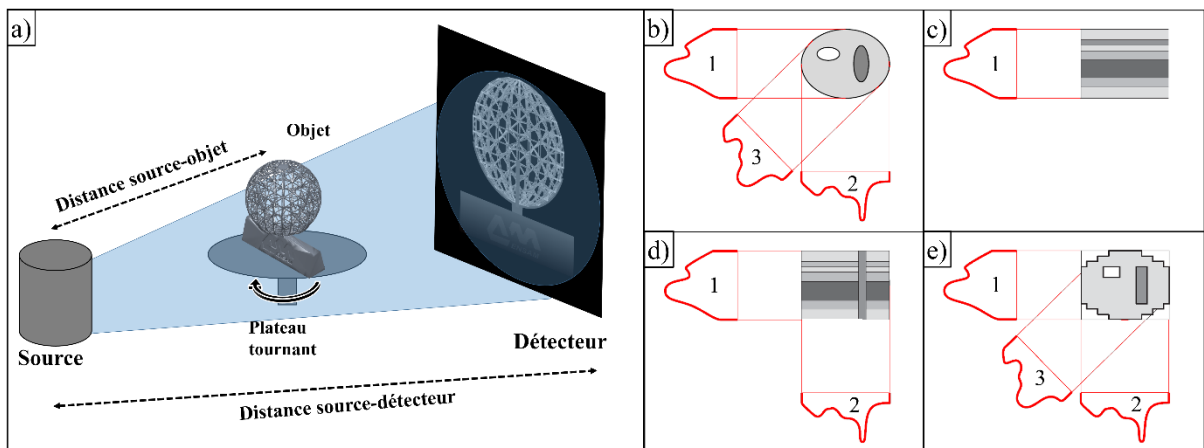 a)
Objet
Distance source-objet
Source
Plateau
tournant
Détecteur
Distance source-détecteur
b)
1
3
2
c)
1
d)
1
2
e)
1
3
2